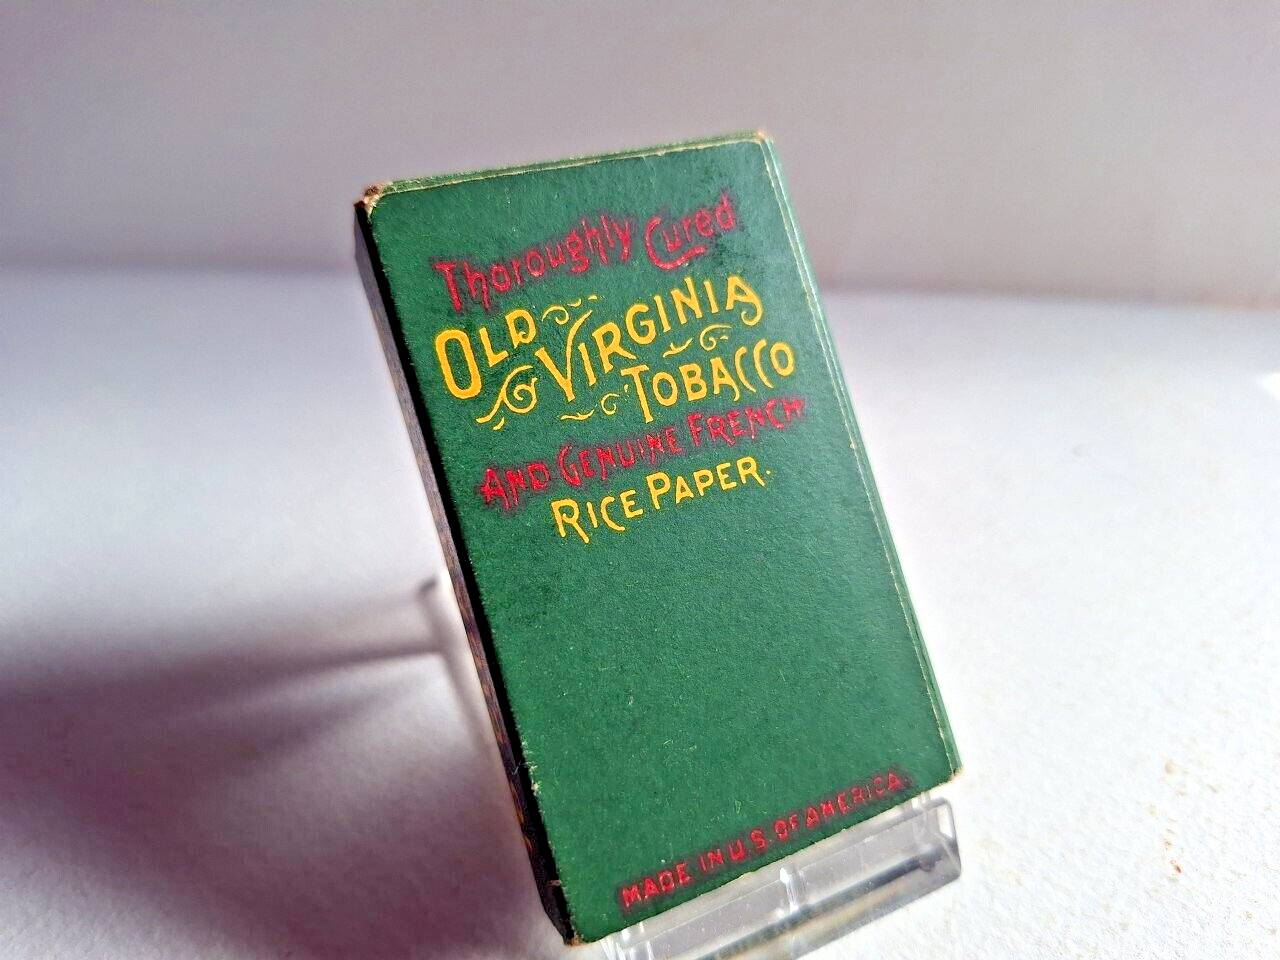 Thoroughly Cured
OLD VIRGINIA
TOBACCO
AND GENUINE FRENCH
RICE PAPER.
MADE IN U.S. OF AMERICA.